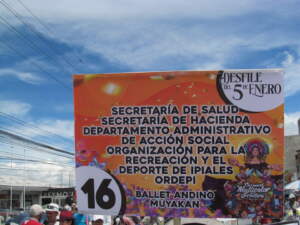 DESFILE
DEL 5 DE ENERO
SECRETARÍA DE SALUD
SECRETARÍA DE HACIENDA
DEPARTAMENTO ADMINISTRATIVO
DE ACCIÓN SOCIAL
ORGANIZACIÓN PARA LA
RECREACIÓN Y EL
DEPORTE DE IPIALES
ORDEPI
BALLET ANDINO
MUYAKAN
16